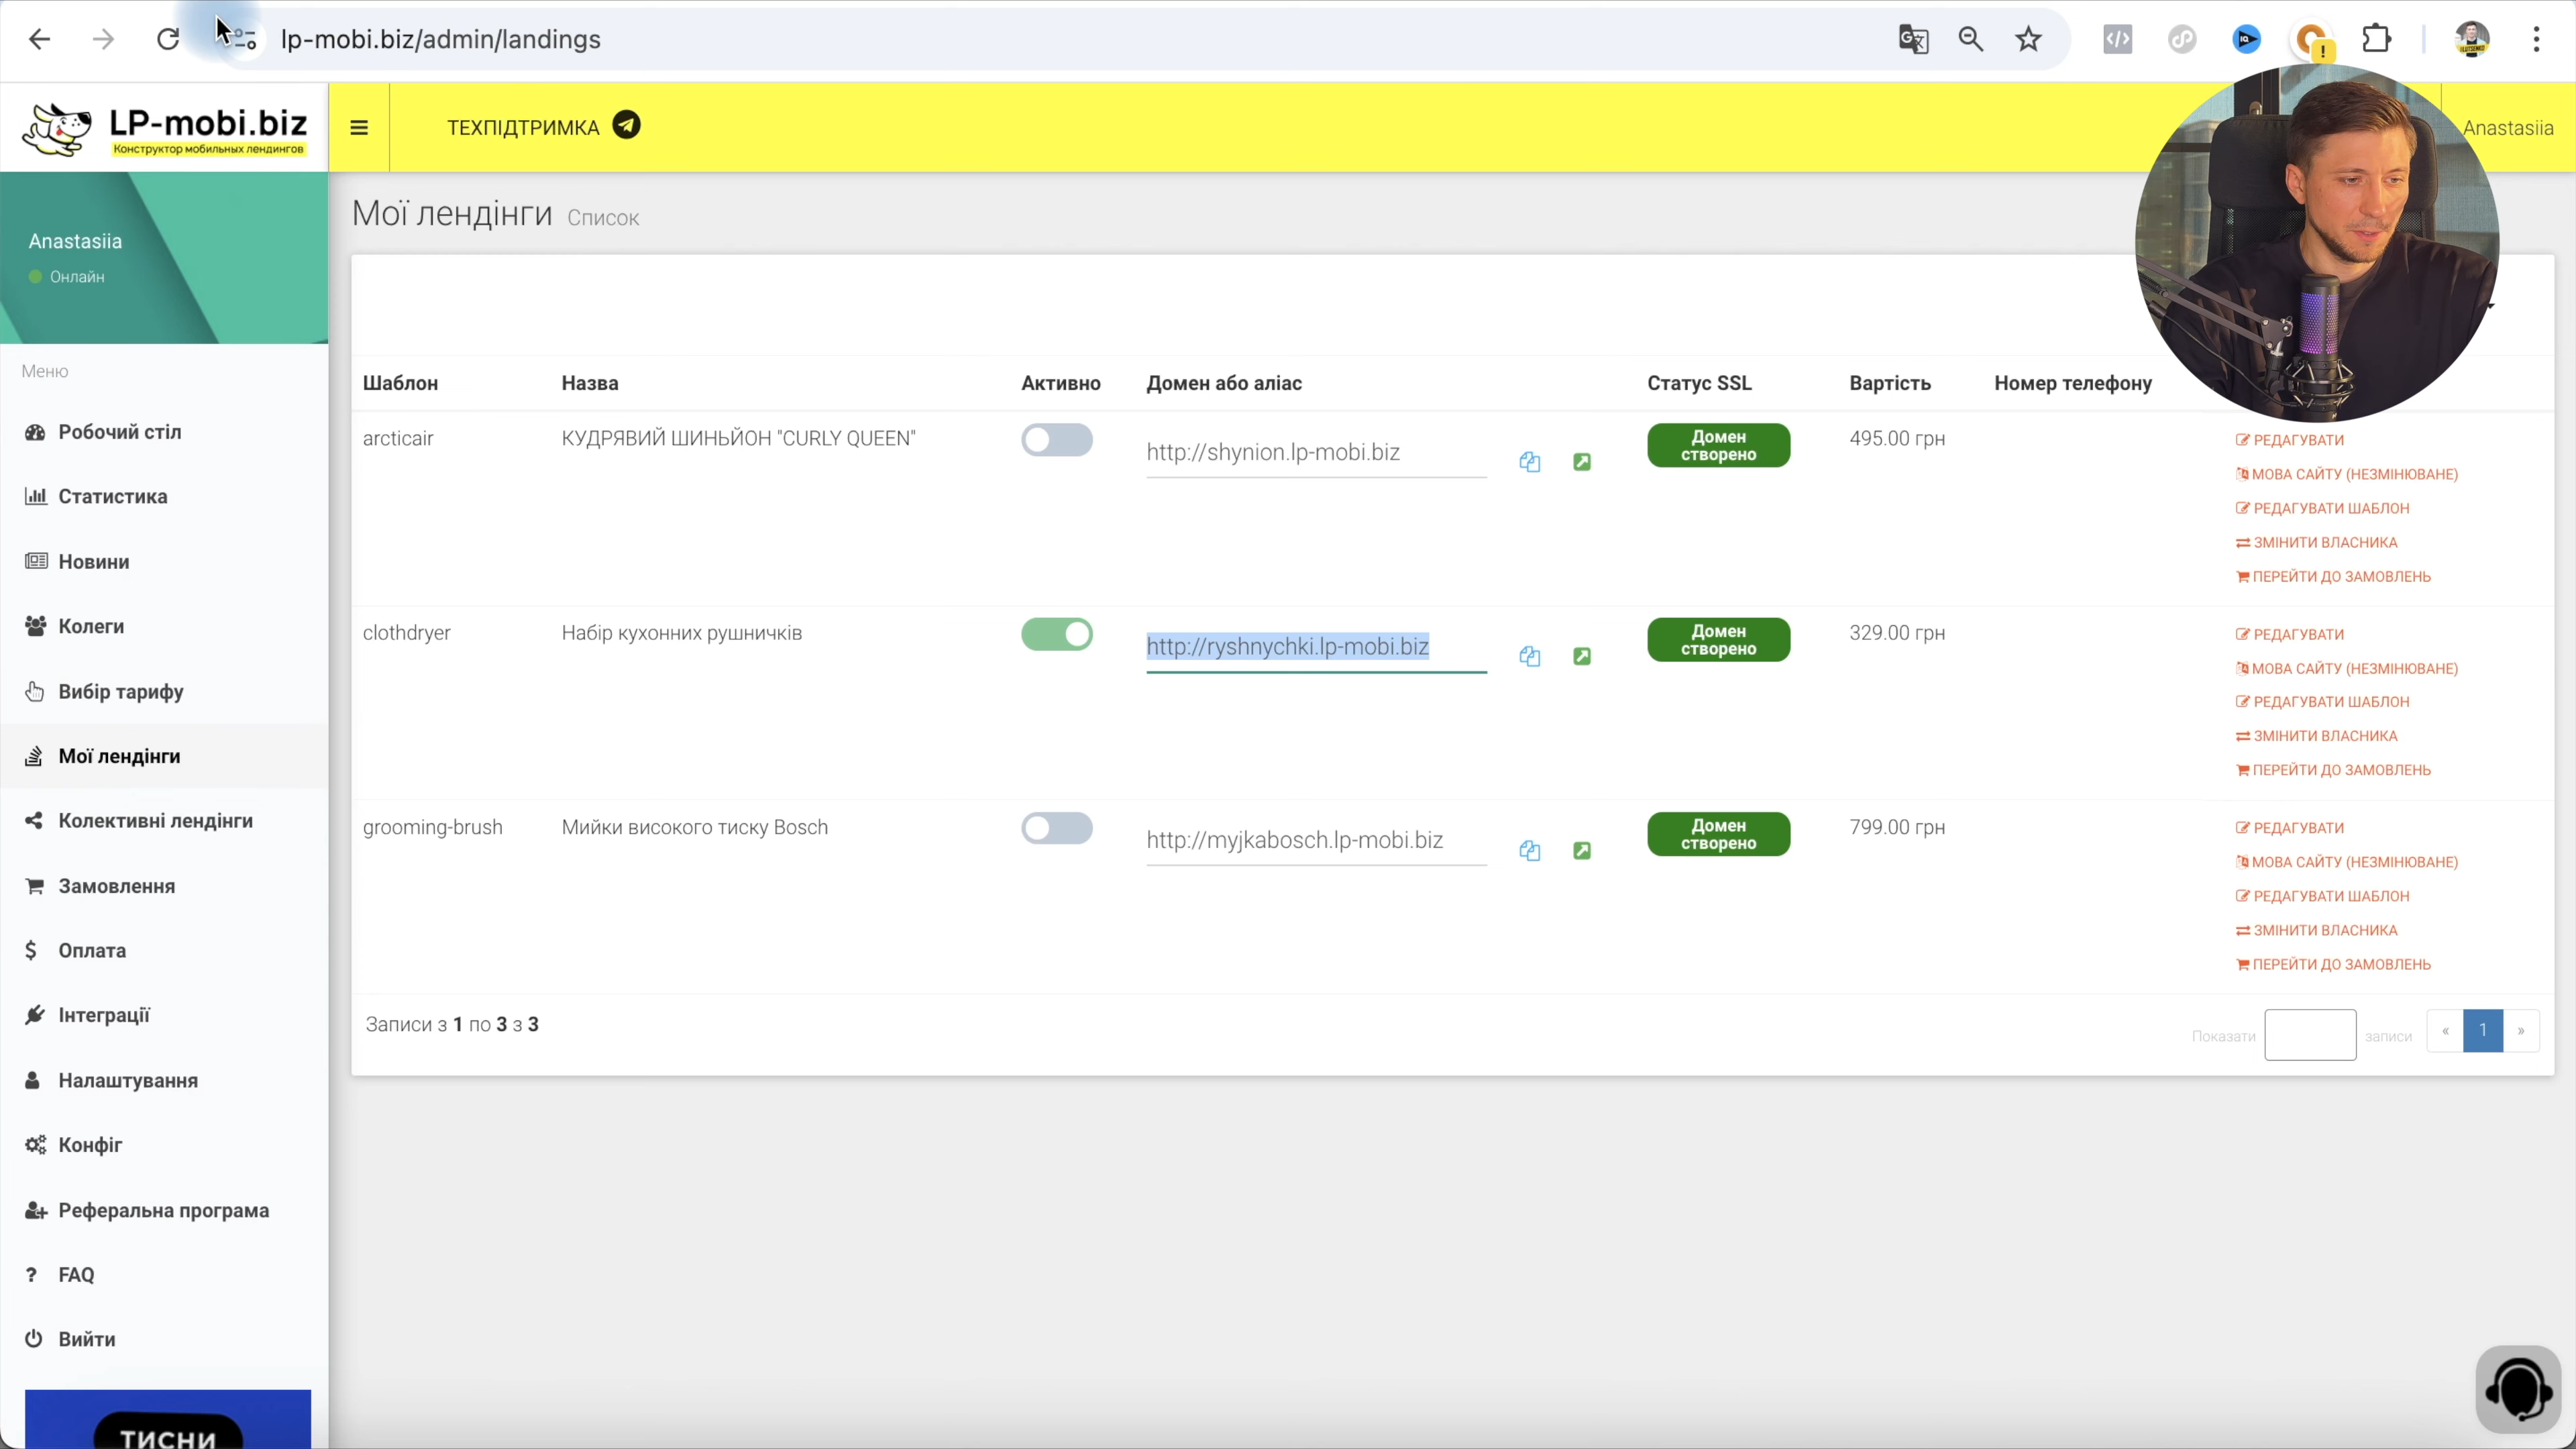 lp-mobi.biz/admin/landings
LP-mobi.biz
Конструктор мобильных лендингов
ТЕХПІДТРИМКА
Anastasiia
Anastasiia
Онлайн
Меню
Робочий стіл
Статистика
Новини
Колеги
Вибір тарифу
Мої лендінги
Колективні лендінги
Замовлення
Оплата
Інтеграції
Налаштування
Конфіг
Реферальна програма
FAQ
Вийти
ТИСНИ
Мої лендінги Список
Шаблон Назва Активно Домен або аліас Статус SSL Вартість Номер телефону
arcticair КУДРЯВИЙ ШИНЬЙОН "CURLY QUEEN" http://shynion.lp-mobi.biz Домен створено 495.00 грн
РЕДАГУВАТИ
МОВА САЙТУ (НЕЗМІНЮВАНЕ)
РЕДАГУВАТИ ШАБЛОН
ЗМІНИТИ ВЛАСНИКА
ПЕРЕЙТИ ДО ЗАМОВЛЕНЬ
clothdryer Набір кухонних рушничків http://ryshnychki.lp-mobi.biz Домен створено 329.00 грн
РЕДАГУВАТИ
МОВА САЙТУ (НЕЗМІНЮВАНЕ)
РЕДАГУВАТИ ШАБЛОН
ЗМІНИТИ ВЛАСНИКА
ПЕРЕЙТИ ДО ЗАМОВЛЕНЬ
grooming-brush Мийки високого тиску Bosch http://myjkabosch.lp-mobi.biz Домен створено 799.00 грн
РЕДАГУВАТИ
МОВА САЙТУ (НЕЗМІНЮВАНЕ)
РЕДАГУВАТИ ШАБЛОН
ЗМІНИТИ ВЛАСНИКА
ПЕРЕЙТИ ДО ЗАМОВЛЕНЬ
Записи з 1 по 3 з 3
Показати записи « 1 »